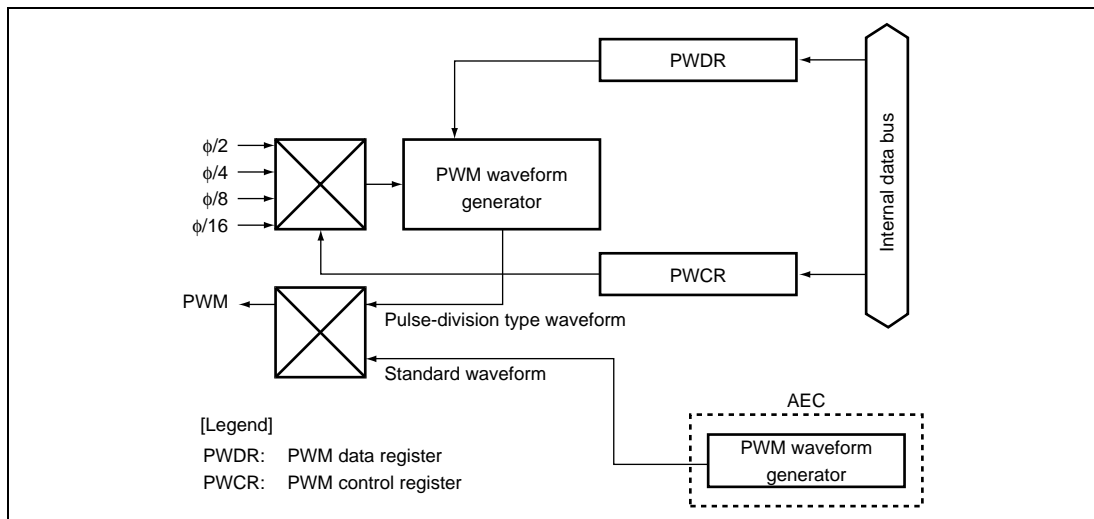 PWDR
Internal data bus
ϕ/2
ϕ/4
ϕ/8
ϕ/16
PWM waveform
generator
PWCR
PWM
Pulse-division type waveform
Standard waveform
AEC
PWM waveform
generator
[Legend]
PWDR: PWM data register
PWCR: PWM control register